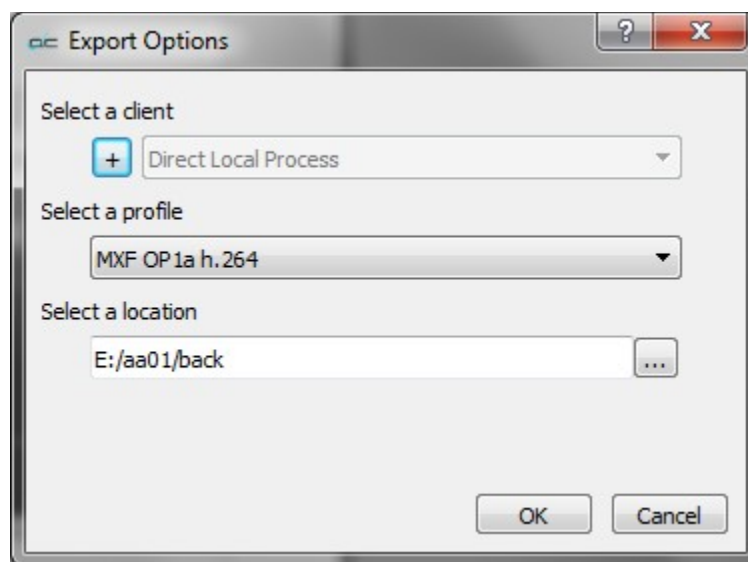 Export Options
Select a client
+ Direct Local Process
Select a profile
MXF OP1a h.264
Select a location
E:/aa01/back
...
OK Cancel